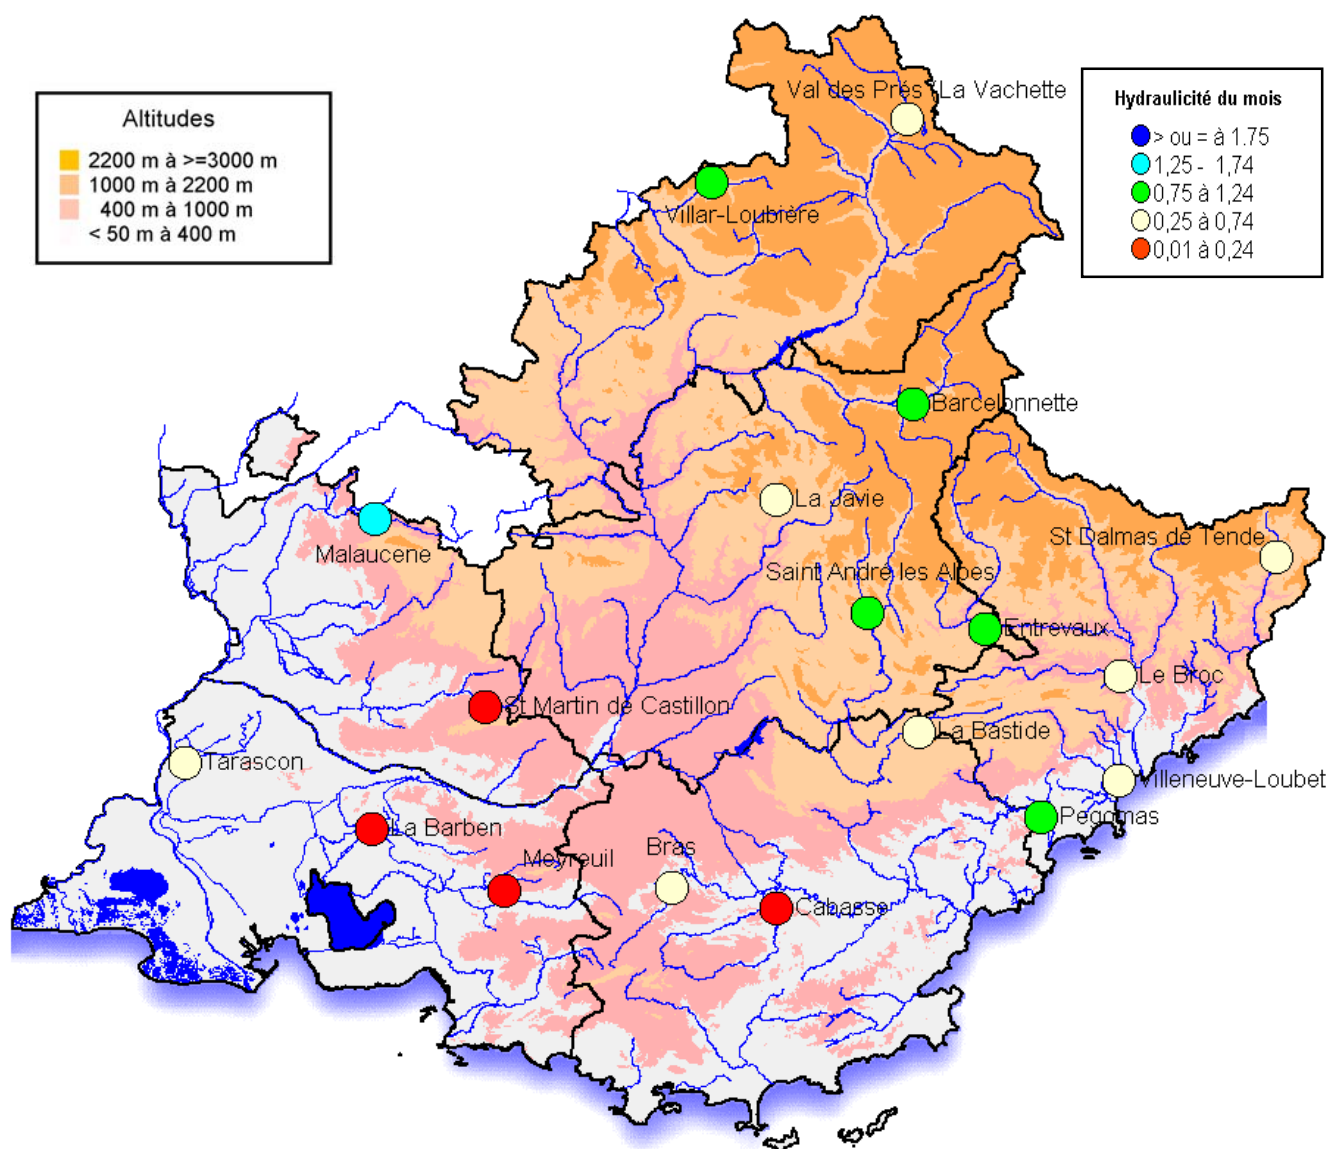 Altitudes
2200 m à >=3000 m
1000 m à 2200 m
400 m à 1000 m
< 50 m à 400 m
Hydraulicité du mois
> ou = à 1.75
1,25 - 1,74
0,75 à 1,24
0,25 à 0,74
0,01 à 0,24
Val des Prés (La Vachette
Villar-Loubière
Barcelonnette
La Javie
Malaucene
St Dalmas de Tende
Saint André les Alpes
Entrevaux
Le Broc
St Martin de Castillon
La Bastide
Tarascon
Villeneuve-Loubet
Pegomas
La Barben
Meyreuil
Bras
Cabasse